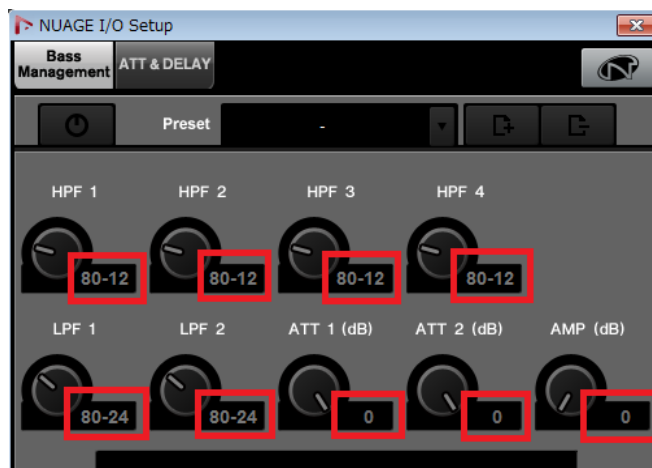 NUAGE I/O Setup
Bass Management
ATT & DELAY
Preset -
HPF 1 HPF 2 HPF 3 HPF 4
80-12 80-12 80-12 80-12
LPF 1 LPF 2 ATT 1 (dB) ATT 2 (dB) AMP (dB)
80-24 80-24 0 0 0